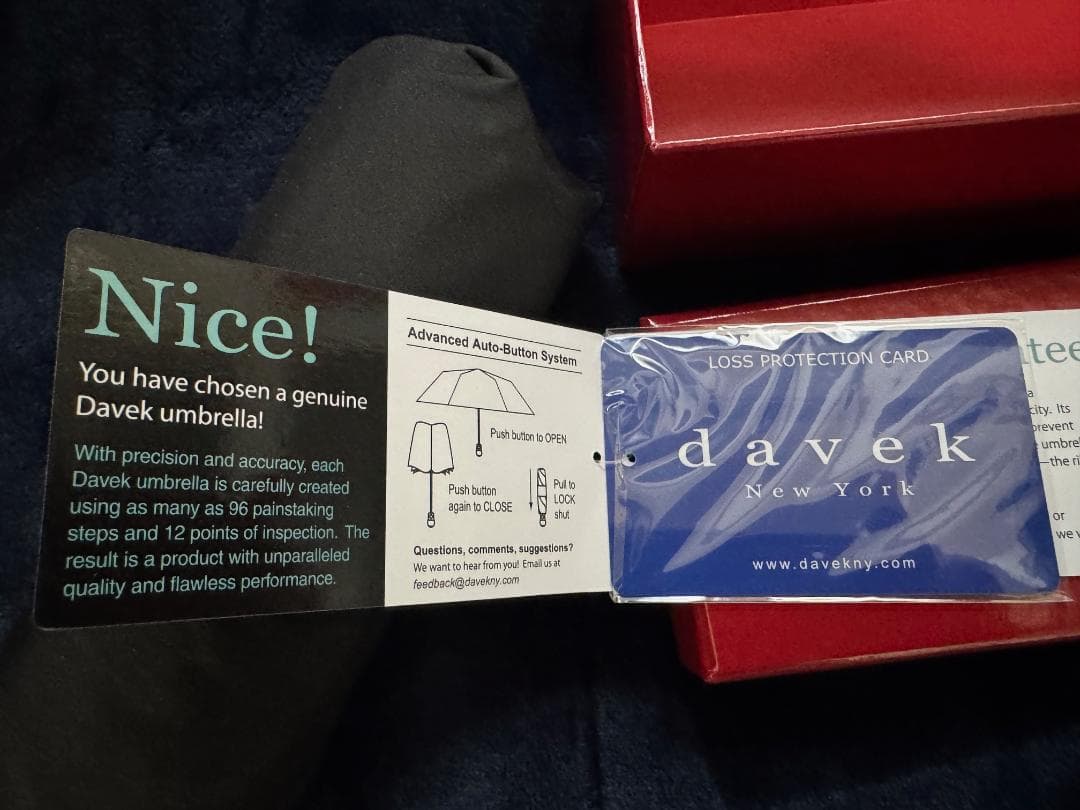 Nice!
You have chosen a genuine
Davek umbrella!
With precision and accuracy, each
Davek umbrella is carefully created
using as many as 96 painstaking
steps and 12 points of inspection. The
result is a product with unparalleled
quality and flawless performance.
Advanced Auto-Button System
Push button to OPEN
Push button
again to CLOSE
Pull to
LOCK
shut
Questions, comments, suggestions?
We want to hear from you! Email us at
feedback@davekny.com
LOSS PROTECTION CARD
davek
New York
www.davekny.com
a
Its
or
we